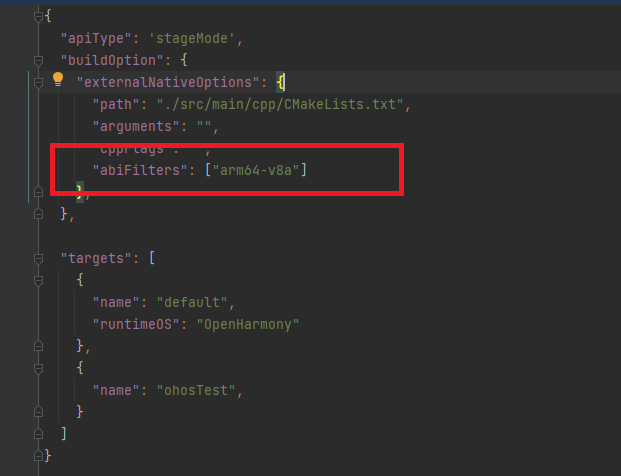 {
"apiType": 'stageMode',
"buildOption": {
"externalNativeOptions": {
"path": "./src/main/cpp/CMakeLists.txt",
"arguments": "",
"cppFlags": "",
"abiFilters": ["arm64-v8a"]
},
},
"targets": [
{
"name": "default",
"runtimeOS": "OpenHarmony"
},
{
"name": "ohosTest",
}
]
}